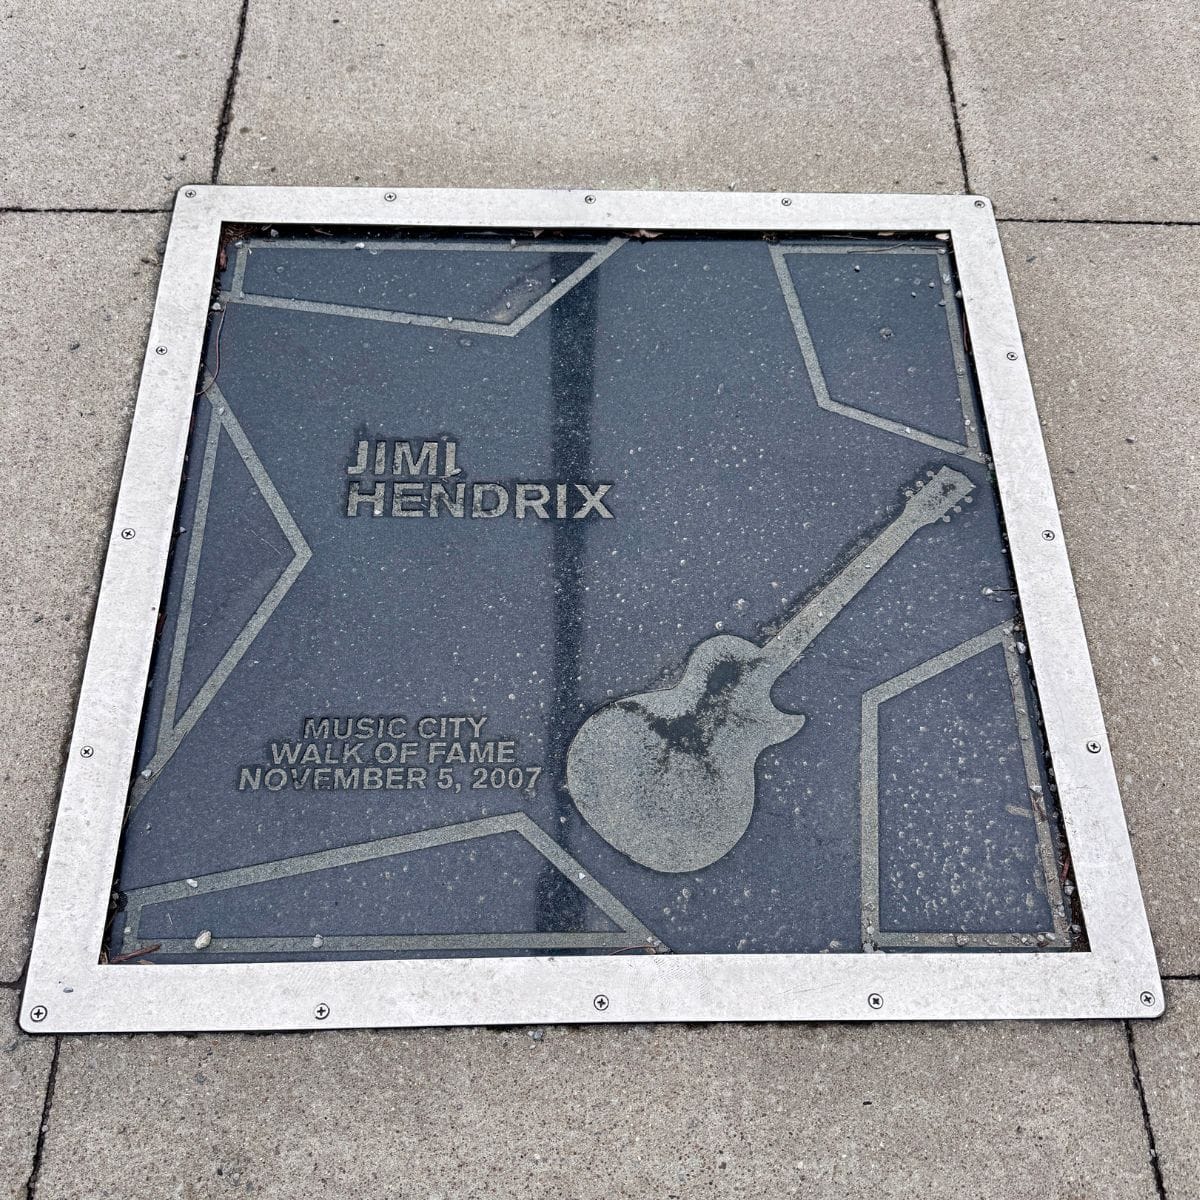 JIMI
HENDRIX
MUSIC CITY
WALK OF FAME
NOVEMBER 5, 2007